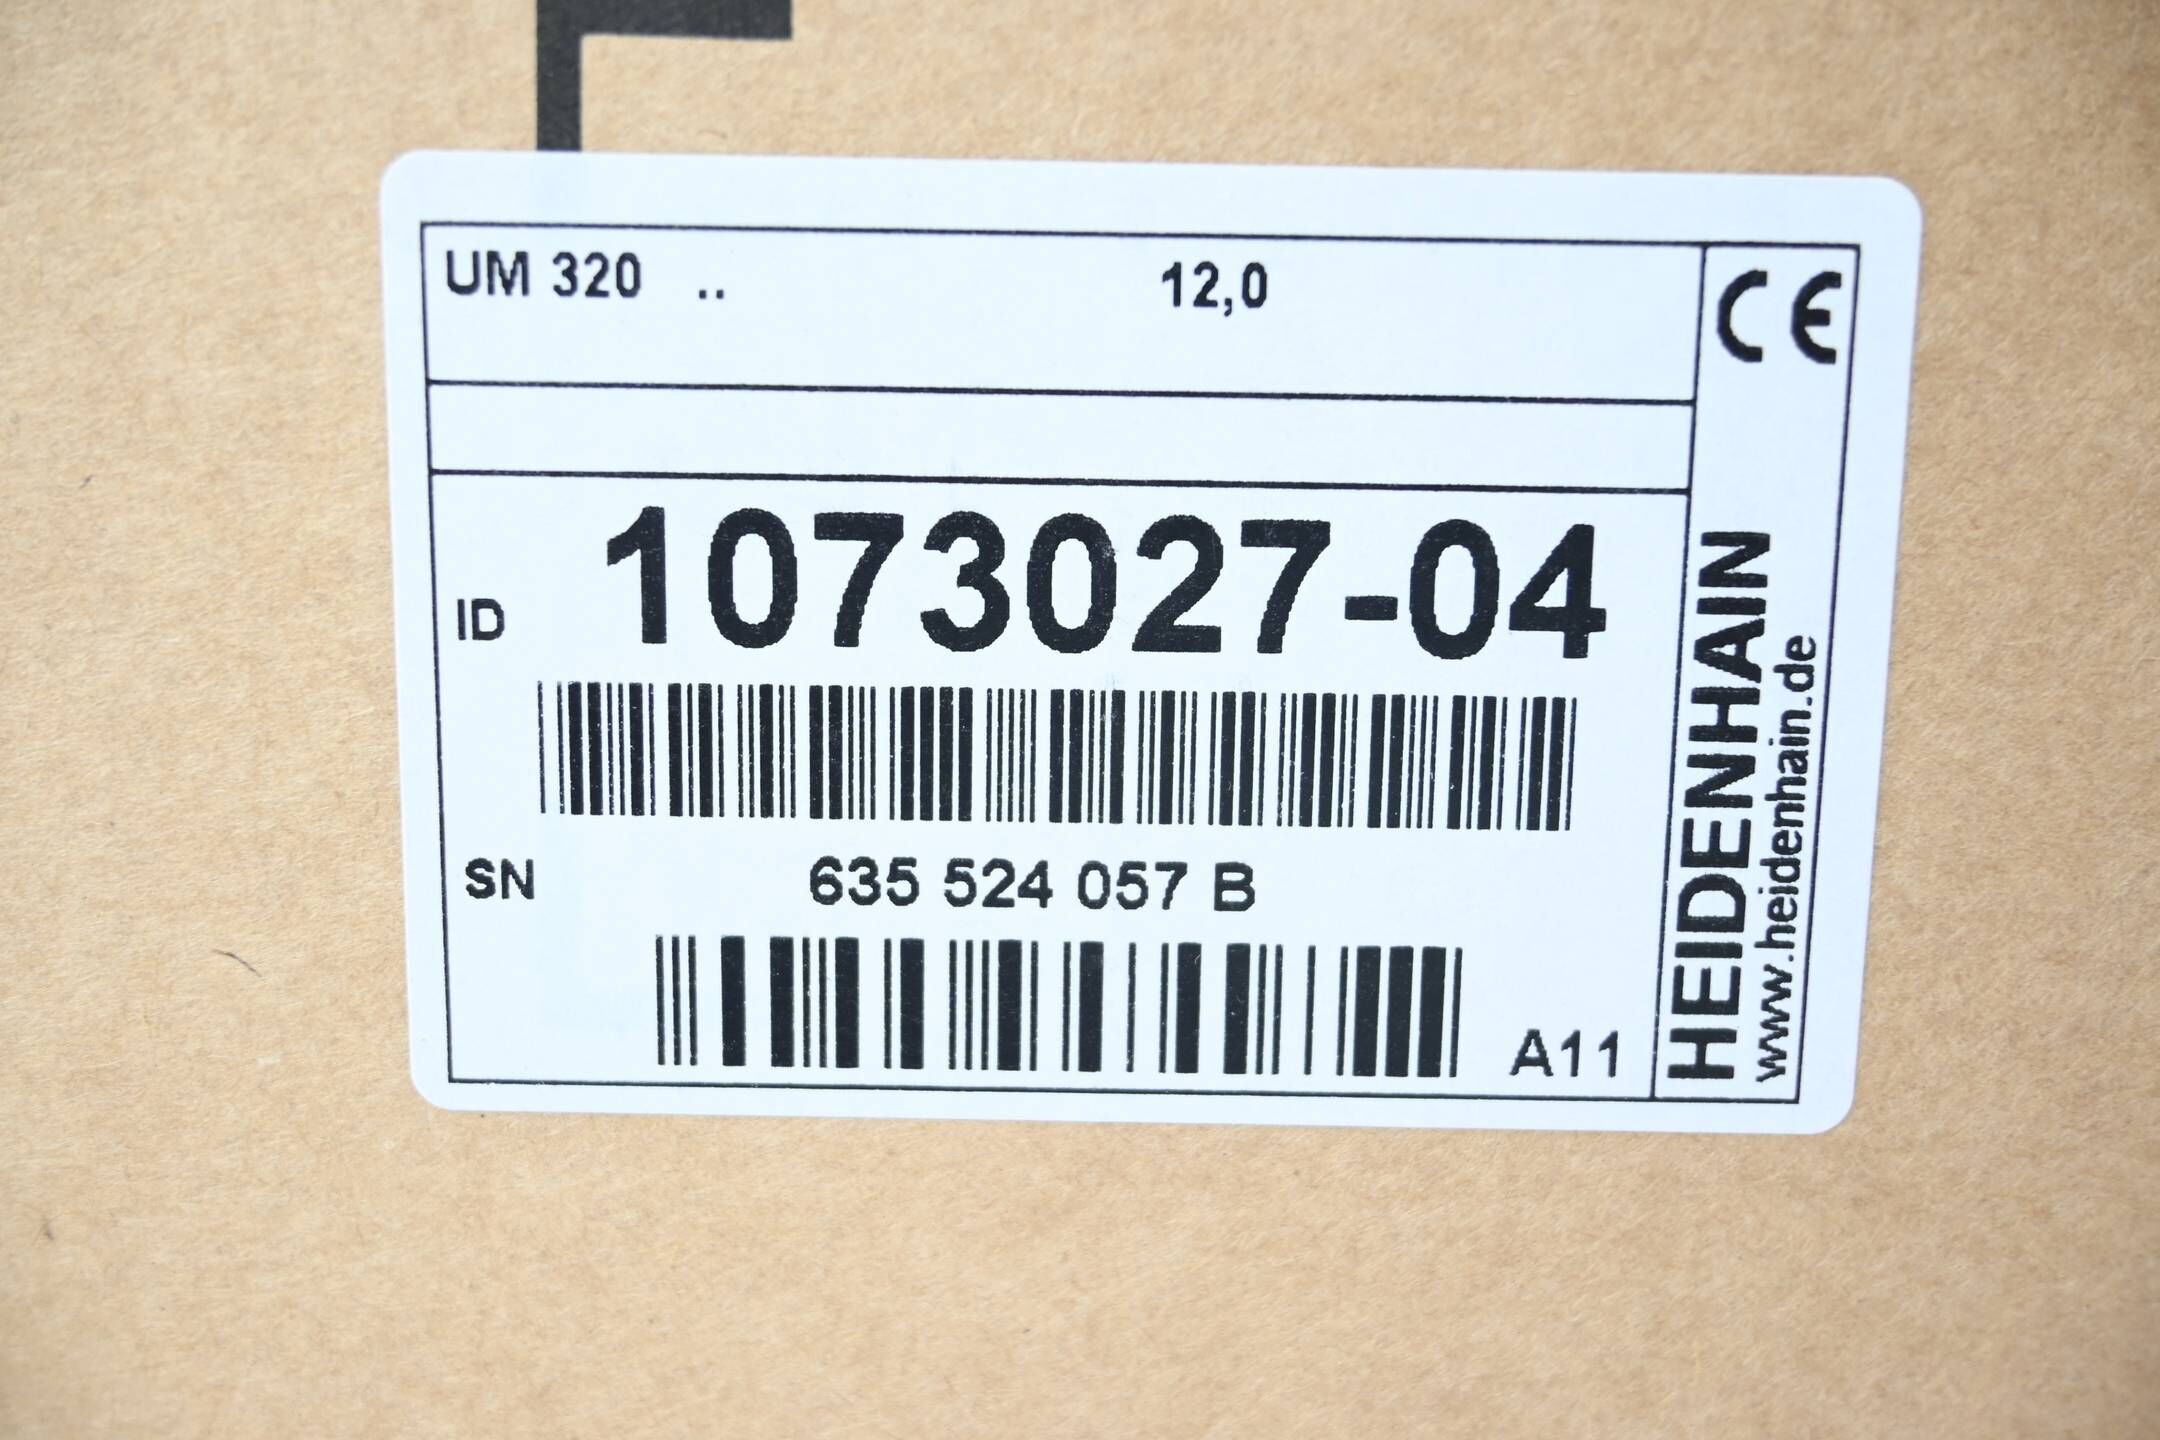 UM 320 .. 12,0
CE
ID 1073027-04
SN 635 524 057 B
A11
HEIDENHAIN
www.heidenhain.de